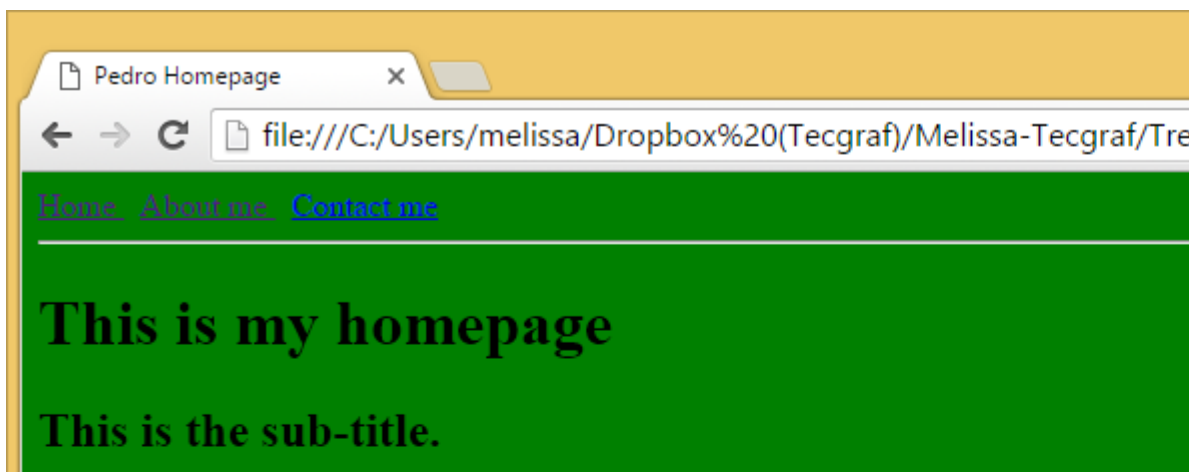 Pedro Homepage
file:///C:/Users/melissa/Dropbox%20(Tecgraf)/Melissa-Tecgraf/Tre
Home About me Contact me
This is my homepage
This is the sub-title.